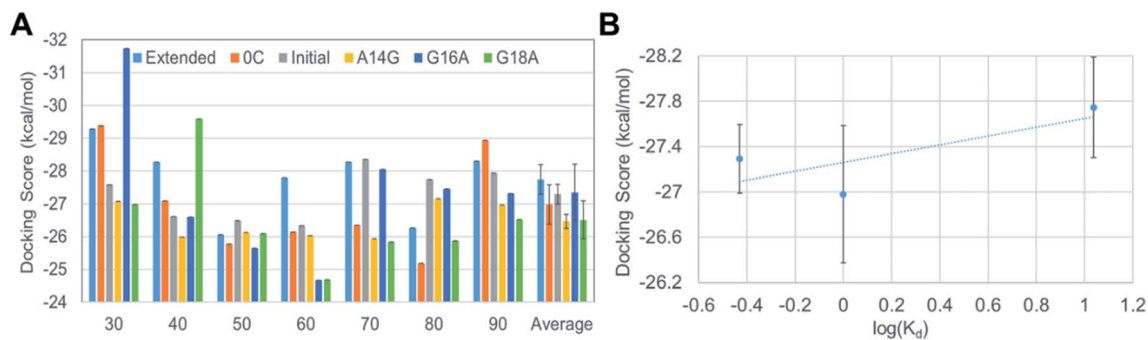 A
Docking Score (kcal/mol)
-32
-31
-30
-29
-28
-27
-26
-25
-24
Extended 0C Initial A14G G16A G18A
30 40 50 60 70 80 90 Average
B
Docking Score (kcal/mol)
-28.2
-27.8
-27.4
-27
-26.6
-26.2
-0.6 -0.4 -0.2 0 0.2 0.4 0.6 0.8 1 1.2
log(Kd)